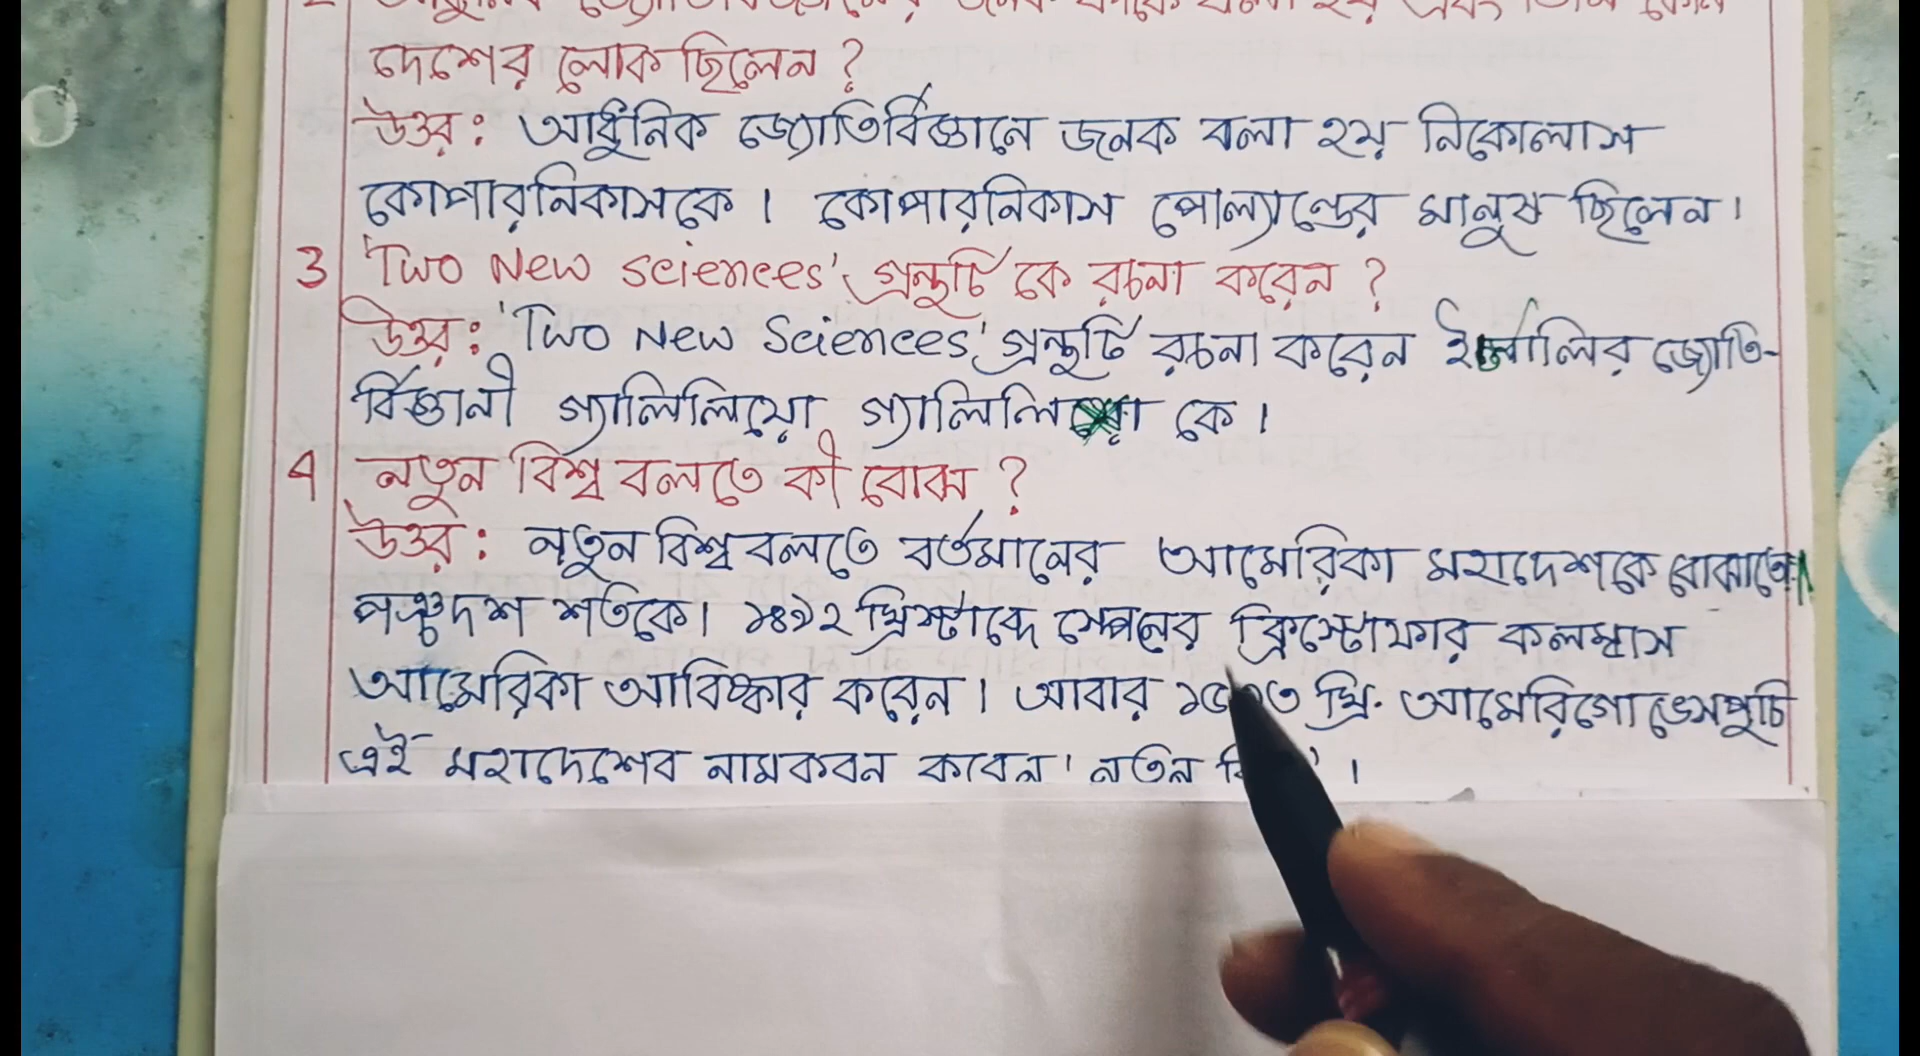 দেশের লোক ছিলেন ?
উত্তর : আধুনিক জ্যোতির্বিজ্ঞানে জনক বলা হয় নিকোলাস
কোপারনিকাসকে । কোপারনিকাস পোল্যান্ডের মানুষ ছিলেন ।
3 'Two New Sciences' গ্রন্থটি কে রচনা করেন ?
উত্তর : 'Two New Sciences' গ্রন্থটি রচনা করেন ইতালির জ্যোতি-
র্বিজ্ঞানী গ্যালিলিয়ো কে ।
4 নতুন বিশ্ব বলতে কী বোঝ ?
উত্তর : নতুন বিশ্ব বলতে বর্তমানের আমেরিকা মহাদেশকে বোঝাতো
পঞ্চদশ শতিকে । ১৪৯২ খ্রিস্টাব্দে স্পেনের ক্রিস্টোফার কলম্বাস
আমেরিকা আবিষ্কার করেন । আবার খ্রি. আমেরিগো ভেসপুচি
এই মহাদেশের নামকরন করেন ' নতুন ' ।